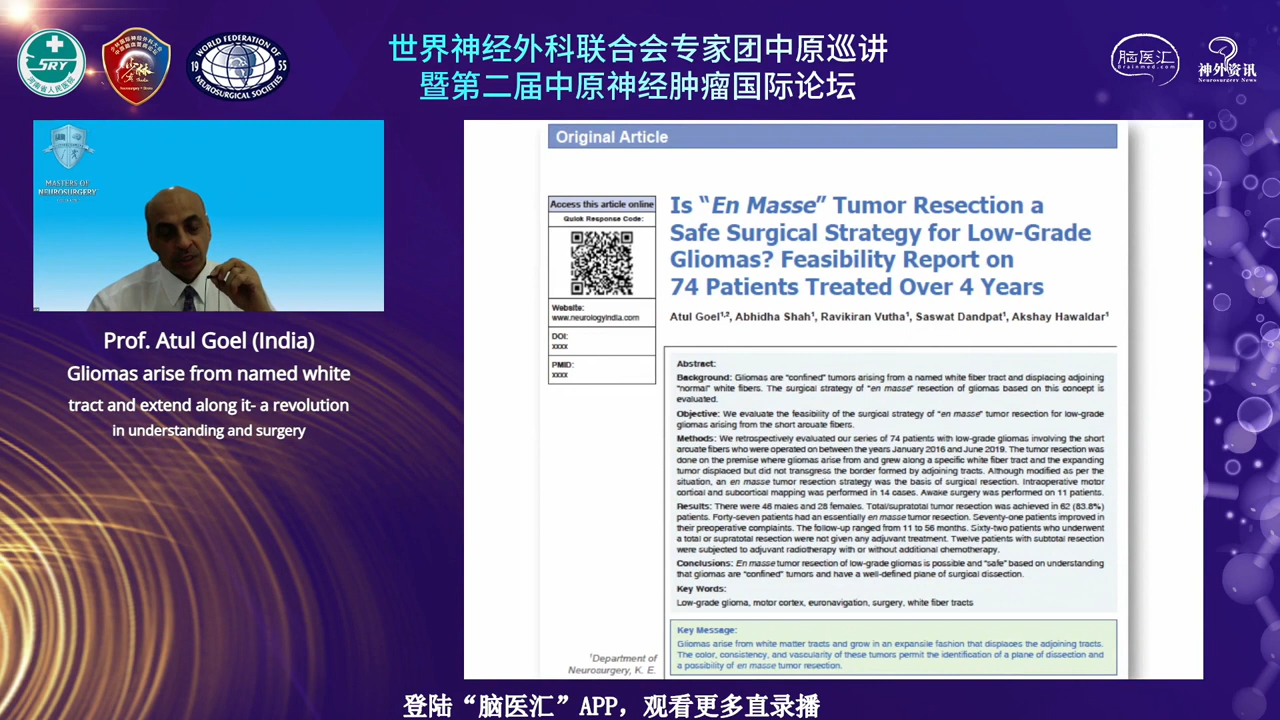 世界神经外科联合会专家团中原巡讲
暨第二届中原神经肿瘤国际论坛
SRY
WORLD FEDERATION OF
NEUROSURGICAL SOCIETIES
19 55
脑医汇
Brainmed.com
神外资讯
Neurosurgery News
MASTERS OF
NEUROSURGERY
Prof. Atul Goel (India)
Gliomas arise from named white
tract and extend along it- a revolution
in understanding and surgery
Original Article
Access this article online
Quick Response Code:
Website:
www.neurologyindia.com
DOI:
xxxx
PMID:
xxxx
Is “En Masse” Tumor Resection a
Safe Surgical Strategy for Low-Grade
Gliomas? Feasibility Report on
74 Patients Treated Over 4 Years
Atul Goel1,2, Abhidha Shah1, Ravikiran Vutha1, Saswat Dandpat1, Akshay Hawaldar1
Abstract:
Background: Gliomas are “confined” tumors arising from a named white fiber tract and displacing adjoining
“normal” white fibers. The surgical strategy of “en masse” resection of gliomas based on this concept is
evaluated.
Objective: We evaluate the feasibility of the surgical strategy of “en masse” tumor resection for low-grade
gliomas arising from the short arcuate fibers.
Methods: We retrospectively evaluated our series of 74 patients with low-grade gliomas involving the short
arcuate fibers who were operated on between the years January 2016 and June 2019. The tumor resection was
done on the premise where gliomas arise from and grew along a specific white fiber tract and the expanding
tumor displaced but did not transgress the border formed by adjoining tracts. Although modified as per the
situation, an en masse tumor resection strategy was the basis of surgical resection. Intraoperative motor
cortical and subcortical mapping was performed in 14 cases. Awake surgery was performed on 11 patients.
Results: There were 46 males and 28 females. Total/supratotal tumor resection was achieved in 62 (83.8%)
patients. Forty-seven patients had an essentially en masse tumor resection. Seventy-one patients improved in
their preoperative complaints. The follow-up ranged from 11 to 56 months. Sixty-two patients who underwent
a total or supratotal resection were not given any adjuvant treatment. Twelve patients with subtotal resection
were subjected to adjuvant radiotherapy with or without additional chemotherapy.
Conclusions: En masse tumor resection of low-grade gliomas is possible and “safe” based on understanding
that gliomas are “confined” tumors and have a well-defined plane of surgical dissection.
Key Words:
Low-grade glioma, motor cortex, euronavigation, surgery, white fiber tracts
Key Message:
Gliomas arise from white matter tracts and grow in an expansile fashion that displaces the adjoining tracts.
The color, consistency, and vascularity of these tumors permit the identification of a plane of dissection and
a possibility of en masse tumor resection.
1Department of
Neurosurgery, K. E.
登陆“脑医汇”APP，观看更多直录播